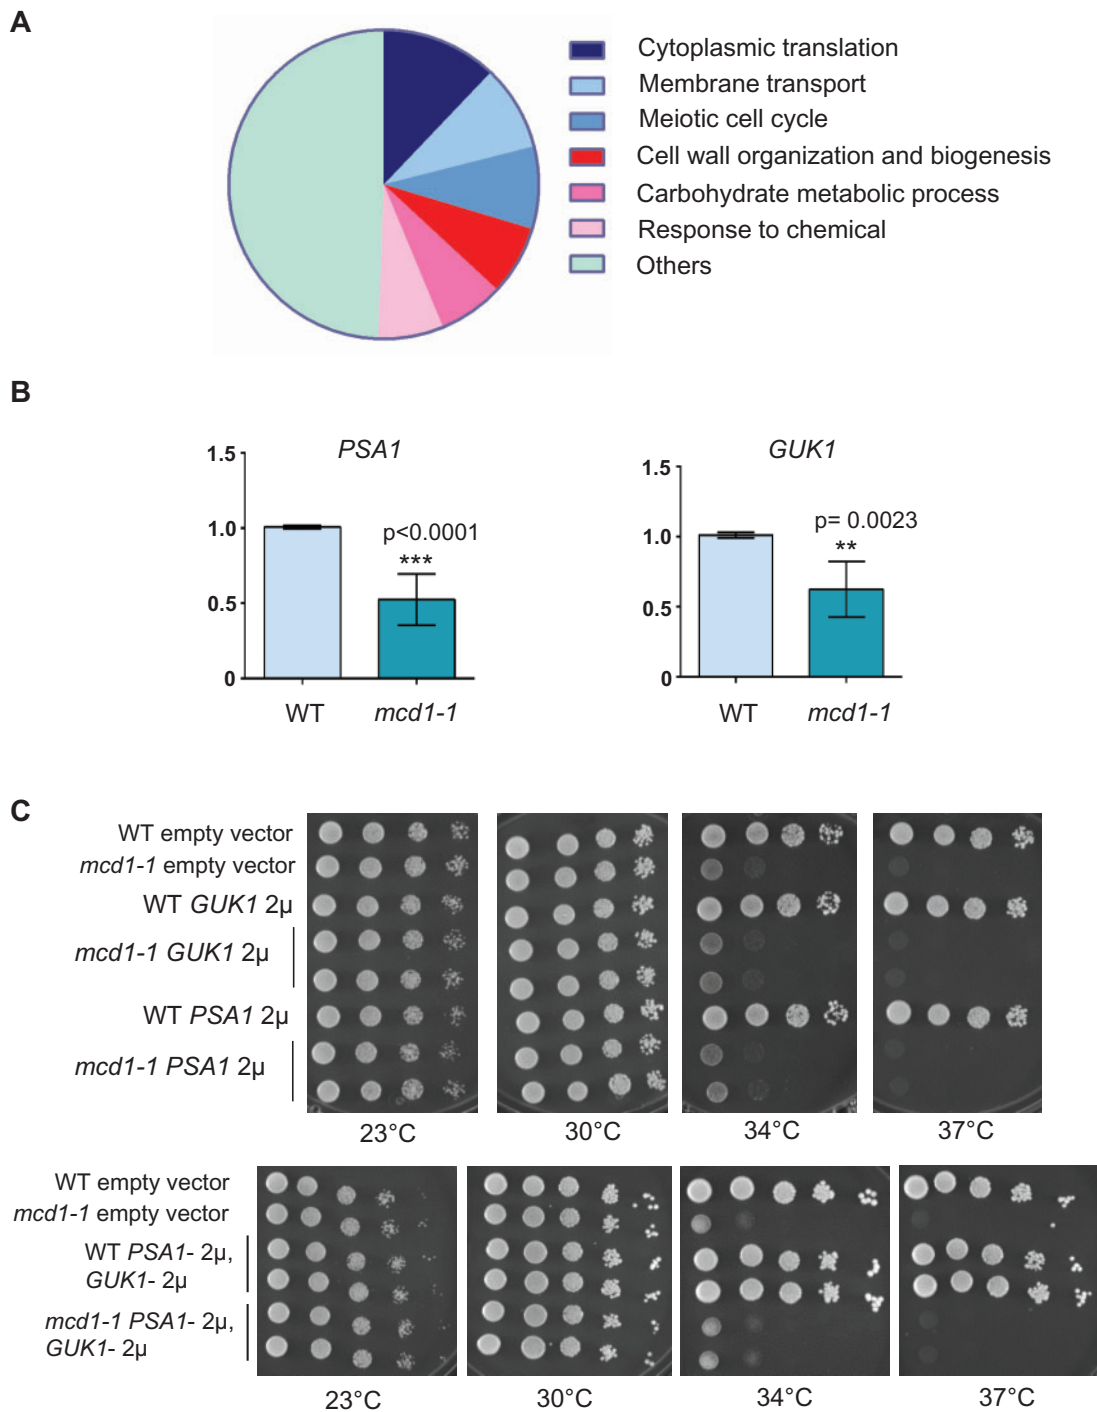 A
Cytoplasmic translation
Membrane transport
Meiotic cell cycle
Cell wall organization and biogenesis
Carbohydrate metabolic process
Response to chemical
Others
B
PSA1
1.5
1.0
0.5
0
p<0.0001
***
WT
mcd1-1
GUK1
1.5
1.0
0.5
0
p= 0.0023
**
WT
mcd1-1
C
WT empty vector
mcd1-1 empty vector
WT GUK1 2µ
mcd1-1 GUK1 2µ
WT PSA1 2µ
mcd1-1 PSA1 2µ
23°C
30°C
34°C
37°C
WT empty vector
mcd1-1 empty vector
WT PSA1- 2µ,
GUK1- 2µ
mcd1-1 PSA1- 2µ,
GUK1- 2µ
23°C
30°C
34°C
37°C